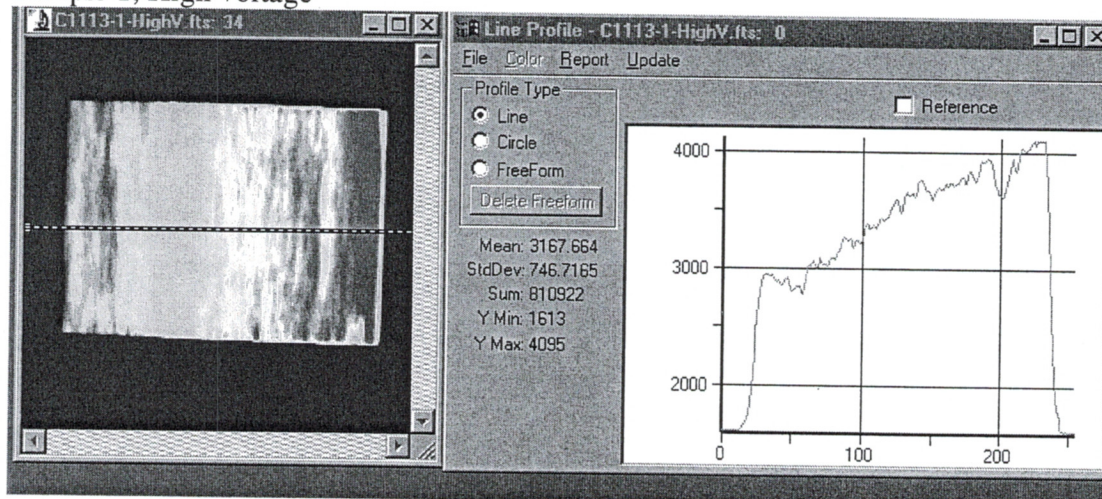 High Voltage
C1113-1-HighV.fts: 34
Line Profile - C1113-1-HighV.fts: 0
File Color Report Update
Profile Type
Line
Circle
FreeForm
Delete Freeform
Reference
Mean: 3167.664
StdDev: 746.7165
Sum: 810922
Y Min: 1613
Y Max: 4095
4000
3000
2000
0 100 200